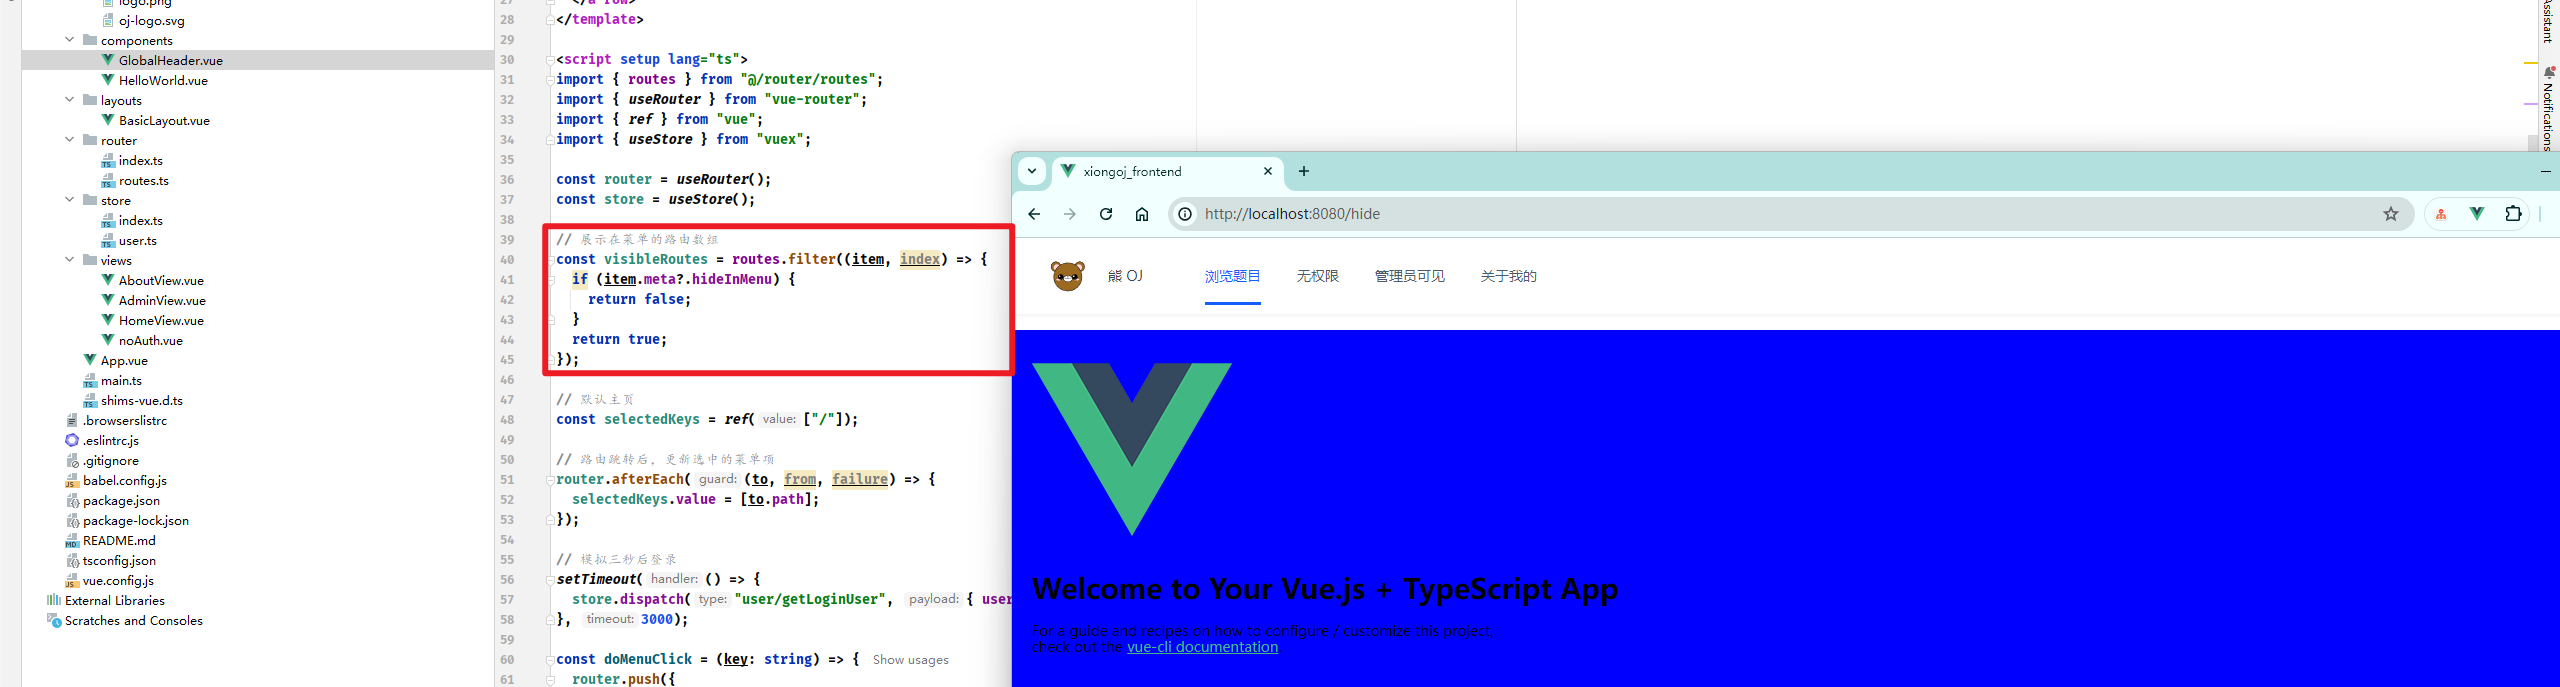 logo.png
oj-logo.svg
components
GlobalHeader.vue
HelloWorld.vue
layouts
BasicLayout.vue
router
index.ts
routes.ts
store
index.ts
user.ts
views
AboutView.vue
AdminView.vue
HomeView.vue
noAuth.vue
App.vue
main.ts
shims-vue.d.ts
.browserslistrc
.eslintrc.js
.gitignore
babel.config.js
package.json
package-lock.json
README.md
tsconfig.json
vue.config.js
External Libraries
Scratches and Consoles
27 </a-row>
28 </template>
29
30 <script setup lang="ts">
31 import { routes } from "@/router/routes";
32 import { useRouter } from "vue-router";
33 import { ref } from "vue";
34 import { useStore } from "vuex";
35
36 const router = useRouter();
37 const store = useStore();
38
39 // 展示在菜单的路由数组
40 const visibleRoutes = routes.filter((item, index) => {
41 if (item.meta?.hideInMenu) {
42 return false;
43 }
44 return true;
45 });
46
47 // 默认主页
48 const selectedKeys = ref( value: ["/"]);
49
50 // 路由跳转后，更新选中的菜单项
51 router.afterEach( guard: (to, from, failure) => {
52 selectedKeys.value = [to.path];
53 });
54
55 // 模拟三秒后登录
56 setTimeout( handler: () => {
57 store.dispatch( type: "user/getLoginUser", payload: { user
58 }, timeout: 3000);
59
60 const doMenuClick = (key: string) => { Show usages
61 router.push({
Assistant
Notifications
xiongoj_frontend
http://localhost:8080/hide
熊 OJ
浏览题目
无权限
管理员可见
关于我的
Welcome to Your Vue.js + TypeScript App
For a guide and recipes on how to configure / customize this project,
check out the vue-cli documentation